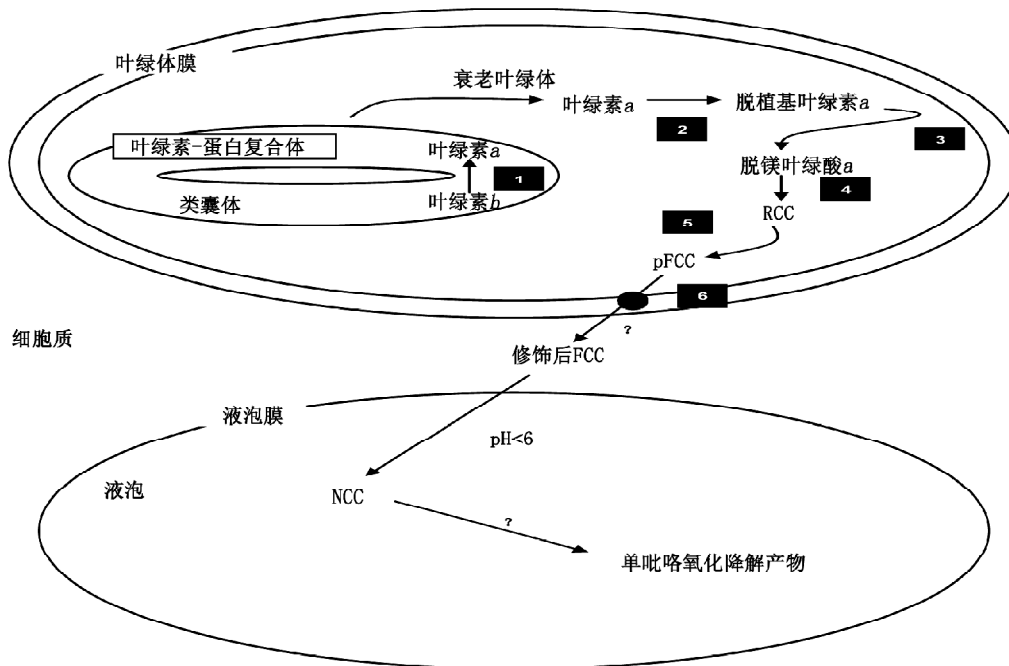 叶绿体膜
衰老叶绿体
叶绿素a
脱植基叶绿素a
2
3
叶绿素-蛋白复合体
叶绿素a
脱镁叶绿酸a
1
4
类囊体
叶绿素b
RCC
5
pFCC
6
细胞质
?
修饰后FCC
液泡膜
pH<6
液泡
NCC
?
单吡咯氧化降解产物